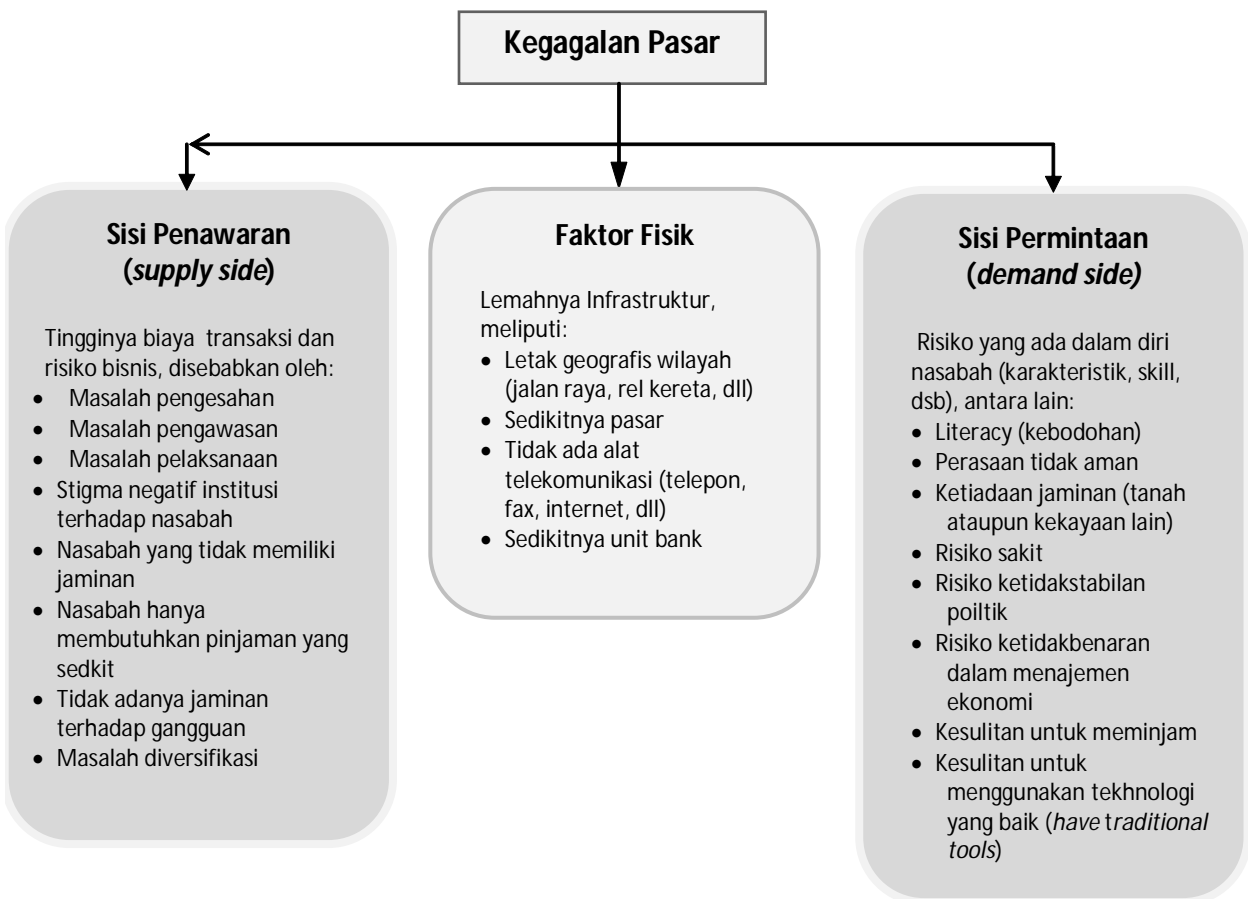 Kegagalan Pasar
Sisi Penawaran
(supply side)
Tingginya biaya transaksi dan
risiko bisnis, disebabkan oleh:
• Masalah pengesahan
• Masalah pengawasan
• Masalah pelaksanaan
• Stigma negatif institusi
terhadap nasabah
• Nasabah yang tidak memiliki
jaminan
• Nasabah hanya
membutuhkan pinjaman yang
sedkit
• Tidak adanya jaminan
terhadap gangguan
• Masalah diversifikasi
Faktor Fisik
Lemahnya Infrastruktur,
meliputi:
• Letak geografis wilayah
(jalan raya, rel kereta, dll)
• Sedikitnya pasar
• Tidak ada alat
telekomunikasi (telepon,
fax, internet, dll)
• Sedikitnya unit bank
Sisi Permintaan
(demand side)
Risiko yang ada dalam diri
nasabah (karakteristik, skill,
dsb), antara lain:
• Literacy (kebodohan)
• Perasaan tidak aman
• Ketiadaan jaminan (tanah
ataupun kekayaan lain)
• Risiko sakit
• Risiko ketidakstabilan
poiltik
• Risiko ketidakbenaran
dalam menajemen
ekonomi
• Kesulitan untuk meminjam
• Kesulitan untuk
menggunakan tekhnologi
yang baik (have traditional
tools)